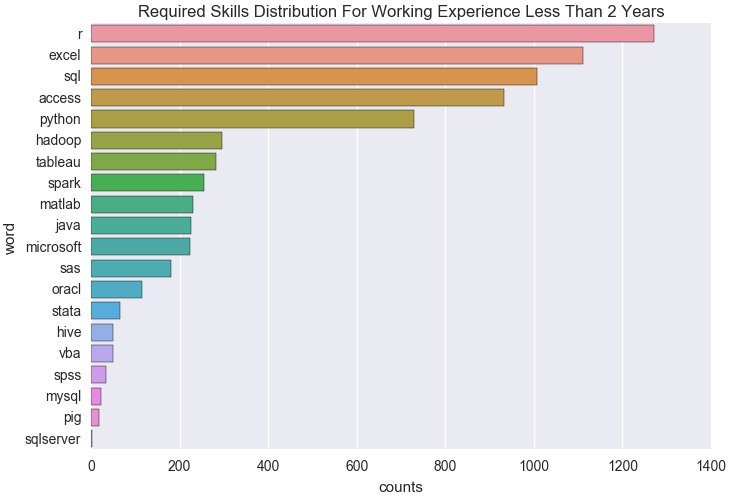 Required Skills Distribution For Working Experience Less Than 2 Years
r
excel
sql
access
python
hadoop
tableau
spark
matlab
java
microsoft
sas
oracl
stata
hive
vba
spss
mysql
pig
sqlserver
word
0 200 400 600 800 1000 1200 1400
counts